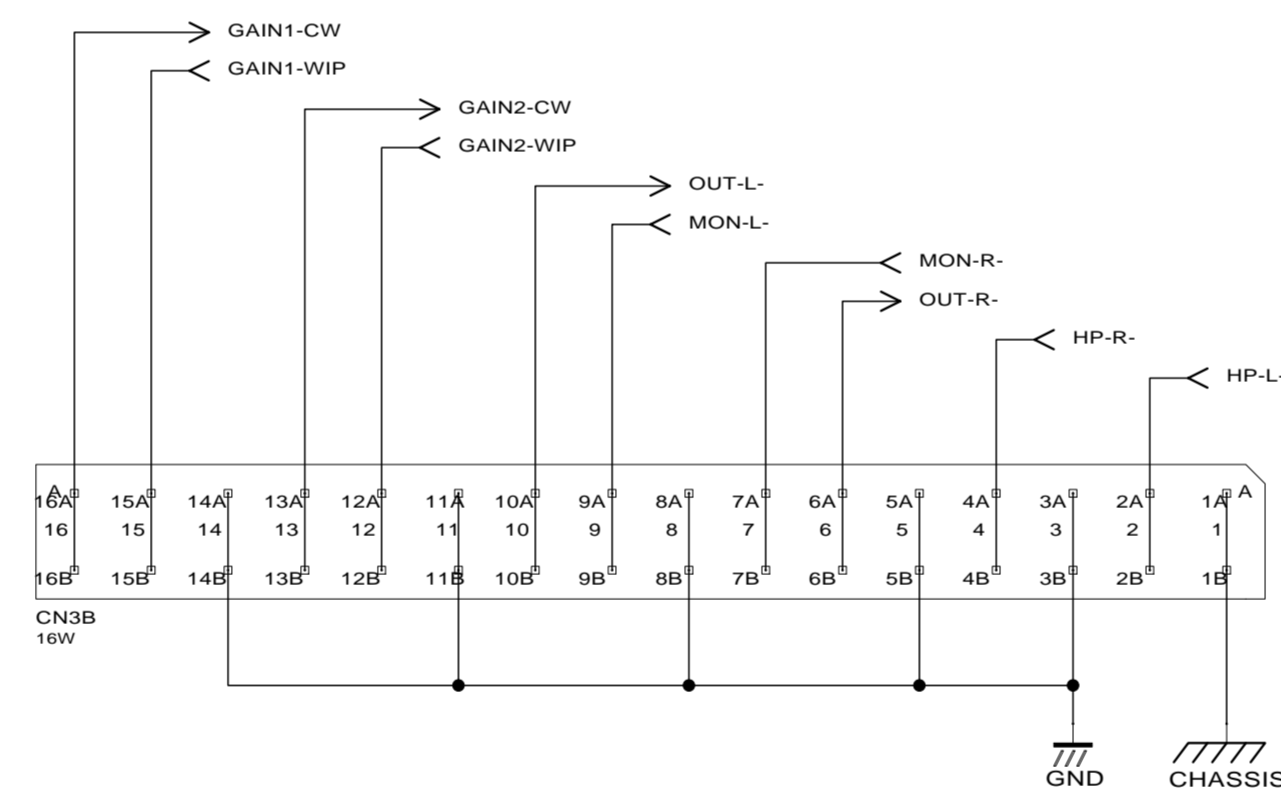 GAIN1-CW
GAIN1-WIP
GAIN2-CW
GAIN2-WIP
OUT-L-
MON-L-
MON-R-
OUT-R-
HP-R-
HP-L-
A A
16A 15A 14A 13A 12A 11A 10A 9A 8A 7A 6A 5A 4A 3A 2A 1A
16 15 14 13 12 11 10 9 8 7 6 5 4 3 2 1
16B 15B 14B 13B 12B 11B 10B 9B 8B 7B 6B 5B 4B 3B 2B 1B
CN3B
16W
GND CHASSIS